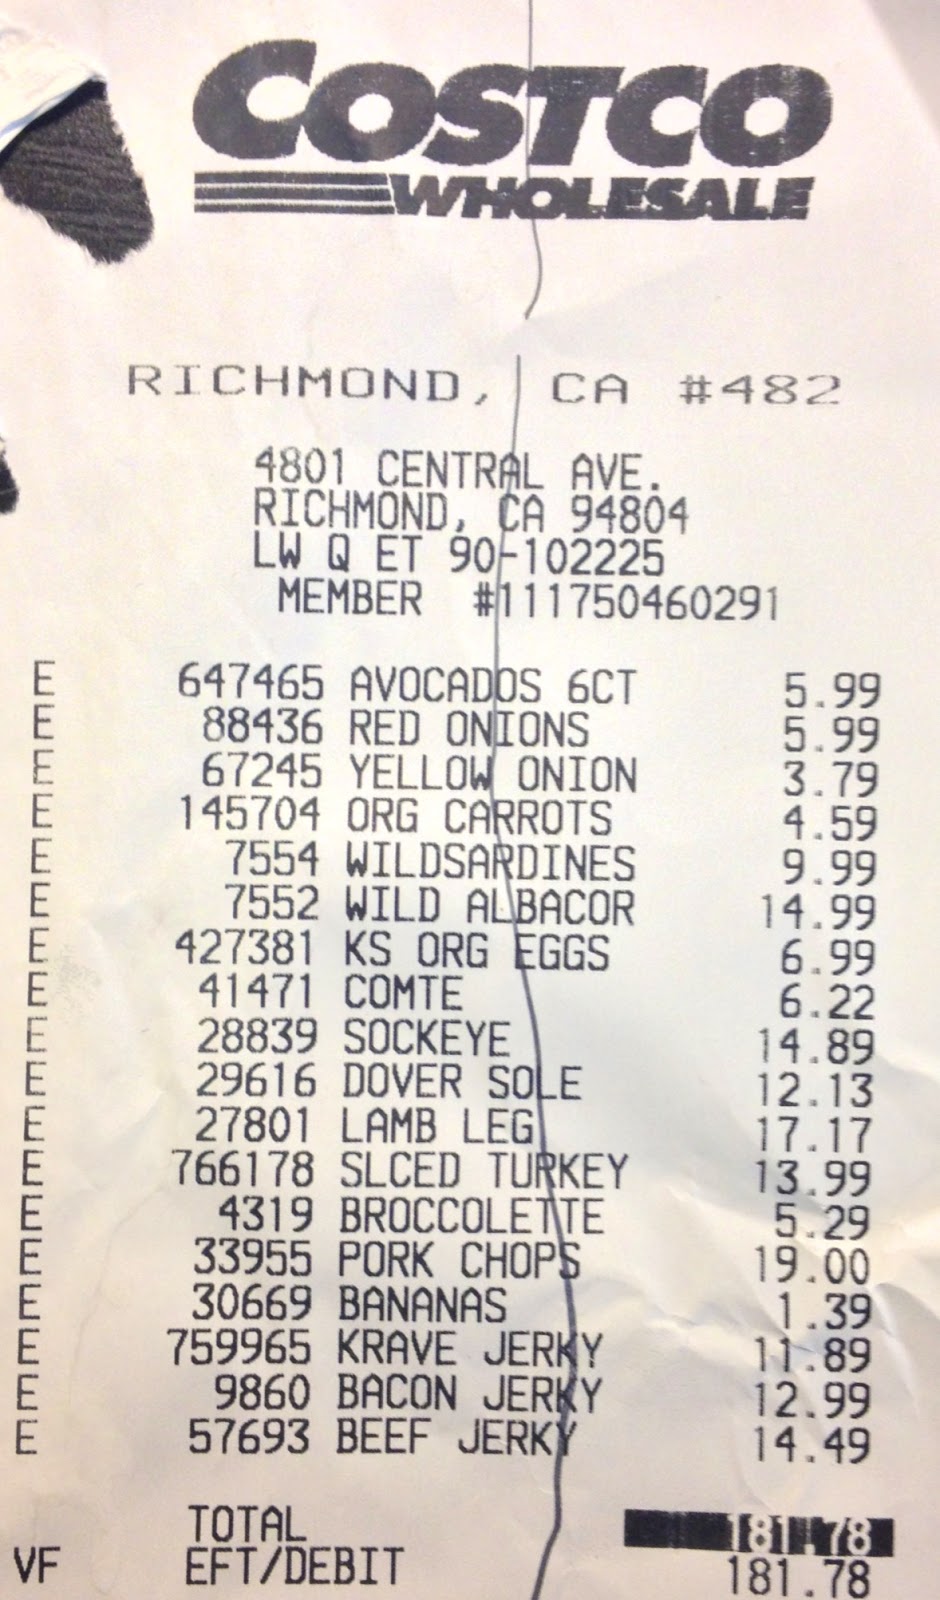 COSTCO
WHOLESALE
RICHMOND, CA #482
4801 CENTRAL AVE.
RICHMOND, CA 94804
LW Q ET 90-102225
MEMBER #111750460291
E 647465 AVOCADOS 6CT 5.99
E 88436 RED ONIONS 5.99
E 67245 YELLOW ONION 3.79
E 145704 ORG CARROTS 4.59
E 7554 WILDSARDINES 9.99
E 7552 WILD ALBACOR 14.99
E 427381 KS ORG EGGS 6.99
E 41471 COMTE 6.22
E 28839 SOCKEYE 14.89
E 29616 DOVER SOLE 12.13
E 27801 LAMB LEG 17.17
E 766178 SLCED TURKEY 13.99
E 4319 BROCCOLETTE 5.29
E 33955 PORK CHOPS 19.00
E 30669 BANANAS 1.39
E 759965 KRAVE JERKY 11.89
E 9860 BACON JERKY 12.99
E 57693 BEEF JERKY 14.49
TOTAL 181.78
VF EFT/DEBIT 181.78